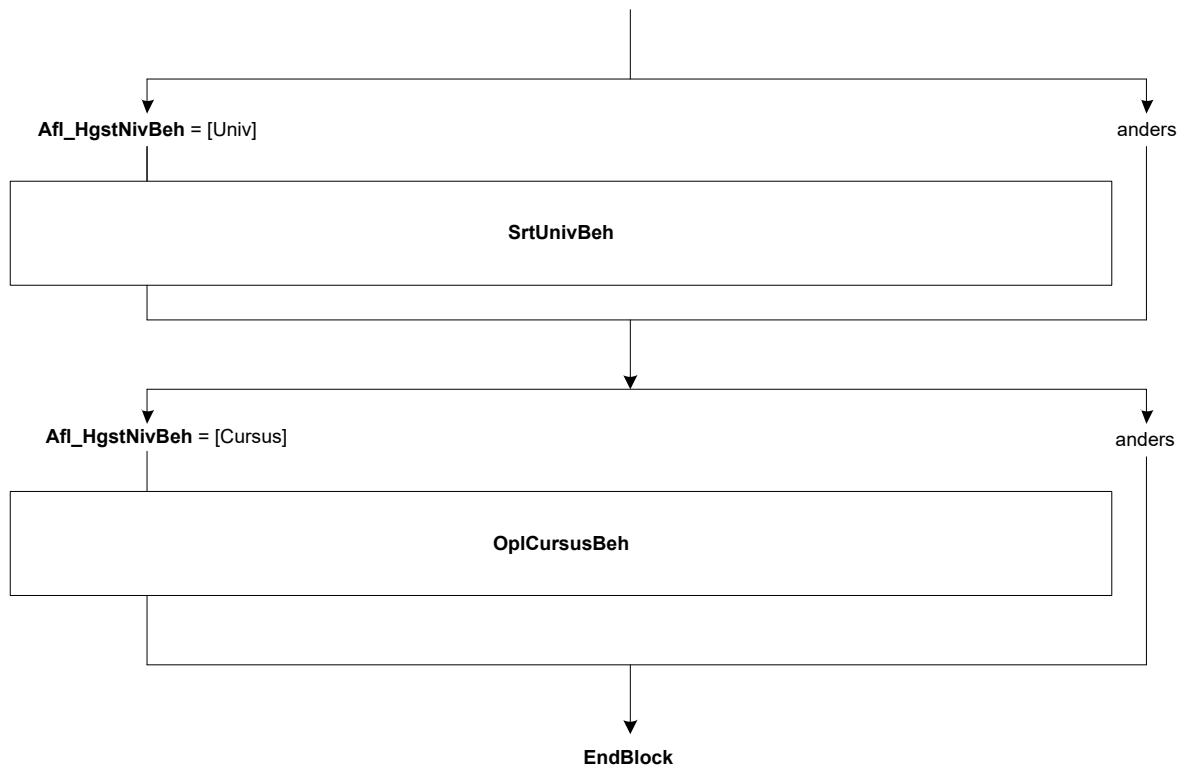 Afl_HgstNivBeh = [Univ]
anders
SrtUnivBeh
Afl_HgstNivBeh = [Cursus]
anders
OplCursusBeh
EndBlock